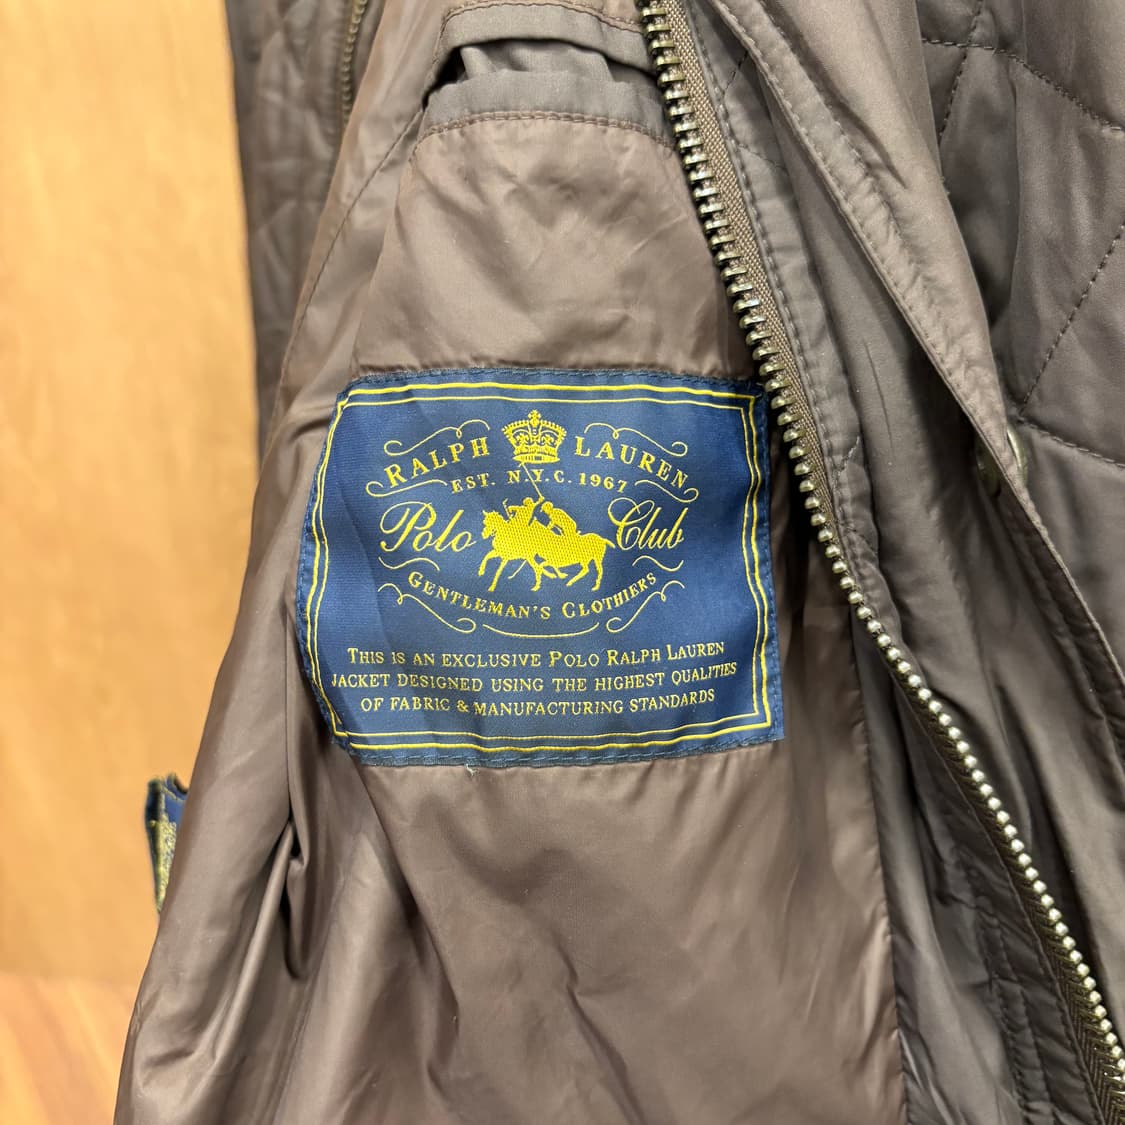 RALPH LAUREN
EST. N.Y.C. 1967
Polo Club
GENTLEMAN'S CLOTHIERS
THIS IS AN EXCLUSIVE POLO RALPH LAUREN
JACKET DESIGNED USING THE HIGHEST QUALITIES
OF FABRIC & MANUFACTURING STANDARDS